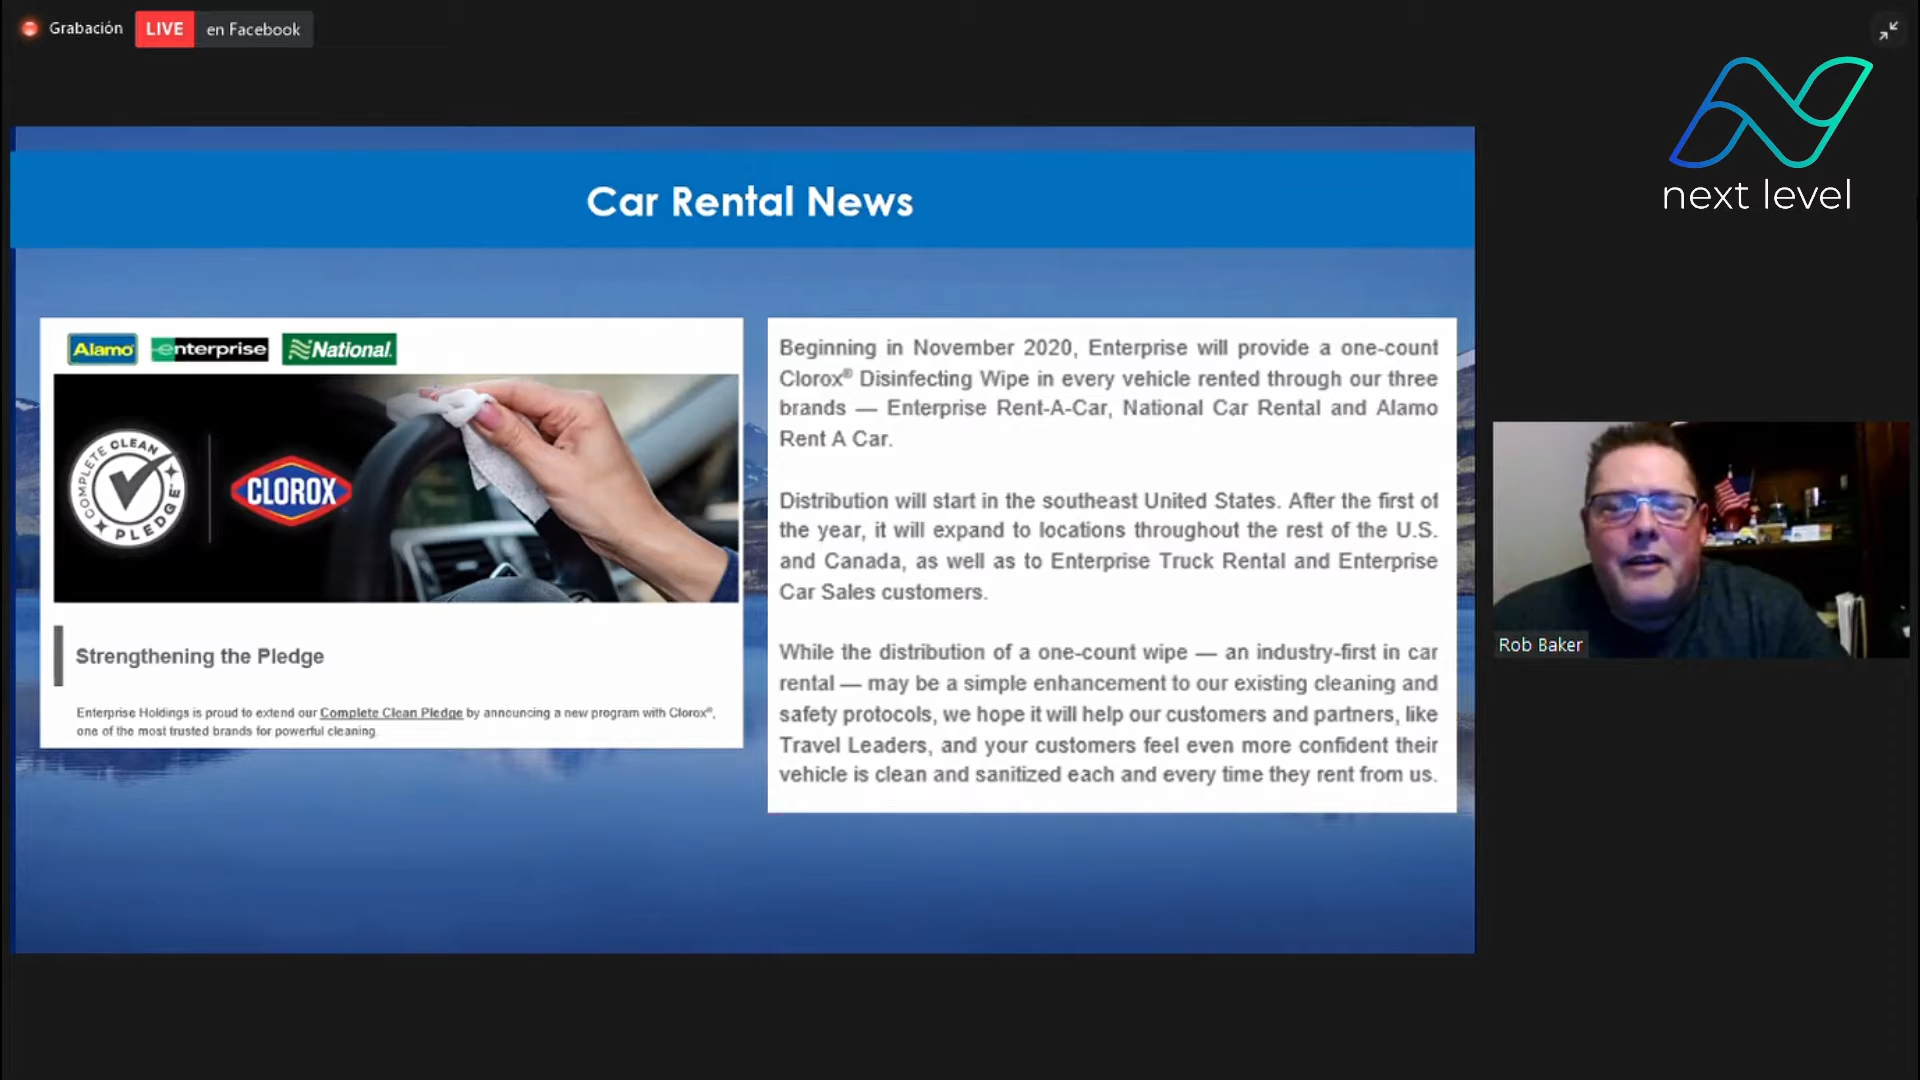 Grabación LIVE en Facebook
next level
Car Rental News
Alamo enterprise National.
COMPLETE CLEAN PLEDGE
CLOROX
Strengthening the Pledge
Enterprise Holdings is proud to extend our Complete Clean Pledge by announcing a new program with Clorox®,
one of the most trusted brands for powerful cleaning.
Beginning in November 2020, Enterprise will provide a one-count
Clorox® Disinfecting Wipe in every vehicle rented through our three
brands — Enterprise Rent-A-Car, National Car Rental and Alamo
Rent A Car.
Distribution will start in the southeast United States. After the first of
the year, it will expand to locations throughout the rest of the U.S.
and Canada, as well as to Enterprise Truck Rental and Enterprise
Car Sales customers.
While the distribution of a one-count wipe — an industry-first in car
rental — may be a simple enhancement to our existing cleaning and
safety protocols, we hope it will help our customers and partners, like
Travel Leaders, and your customers feel even more confident their
vehicle is clean and sanitized each and every time they rent from us.
Rob Baker